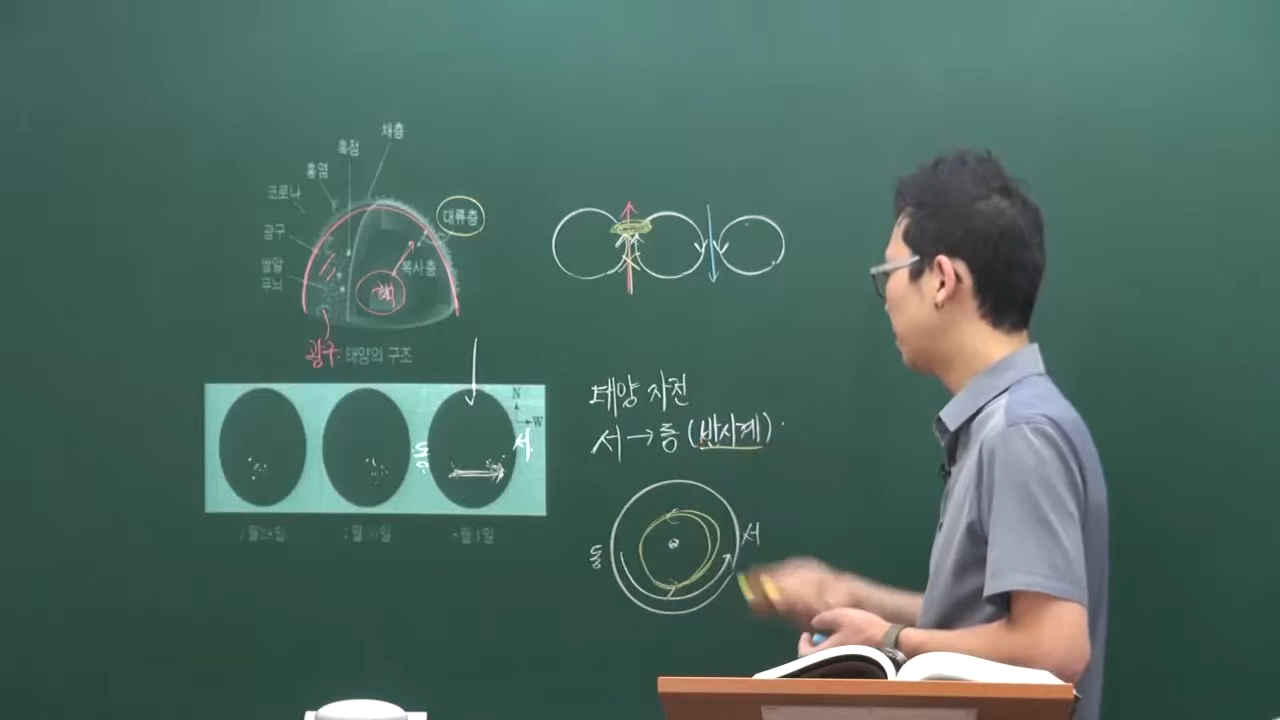 채층
흑점
홍염
코로나
대류층
광구
쌀알
무늬
복사층
핵
광구
태양의 구조
N
W
동
서
태양 자전
서→동 (반시계)
동
서